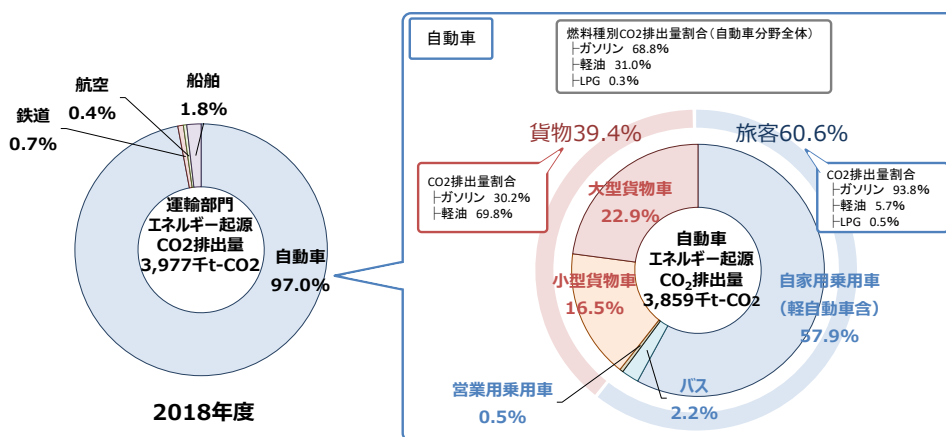 自動車
燃料種別CO2排出量割合(自動車分野全体)
├ガソリン 68.8%
├軽油 31.0%
├LPG 0.3%
船舶
1.8%
航空
0.4%
鉄道
0.7%
運輸部門
エネルギー起源
CO2排出量
3,977千t-CO2
自動車
97.0%
2018年度
貨物39.4%
旅客60.6%
CO2排出量割合
├ガソリン 30.2%
├軽油 69.8%
CO2排出量割合
├ガソリン 93.8%
├軽油 5.7%
├LPG 0.5%
大型貨物車
22.9%
小型貨物車
16.5%
自動車
エネルギー起源
CO₂排出量
3,859千t-CO₂
自家用乗用車
(軽自動車含)
57.9%
営業用乗用車
0.5%
バス
2.2%